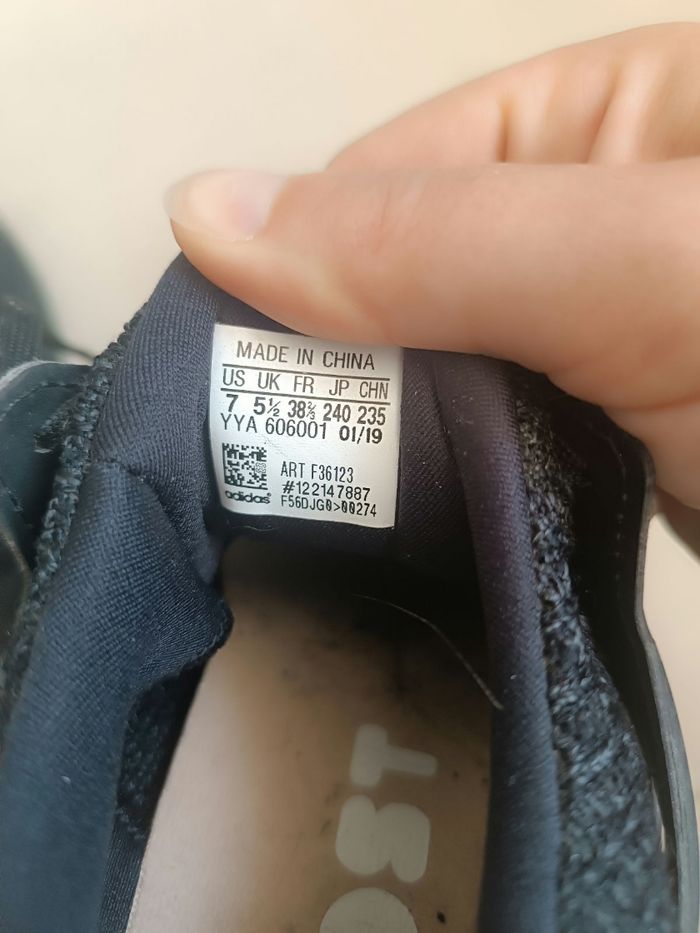 MADE IN CHINA
US UK FR JP CHN
7 5½ 38⅔ 240 235
YYA 606001 01/19
ART F36123
#122147887
adidas F56DJG0>00274
OST